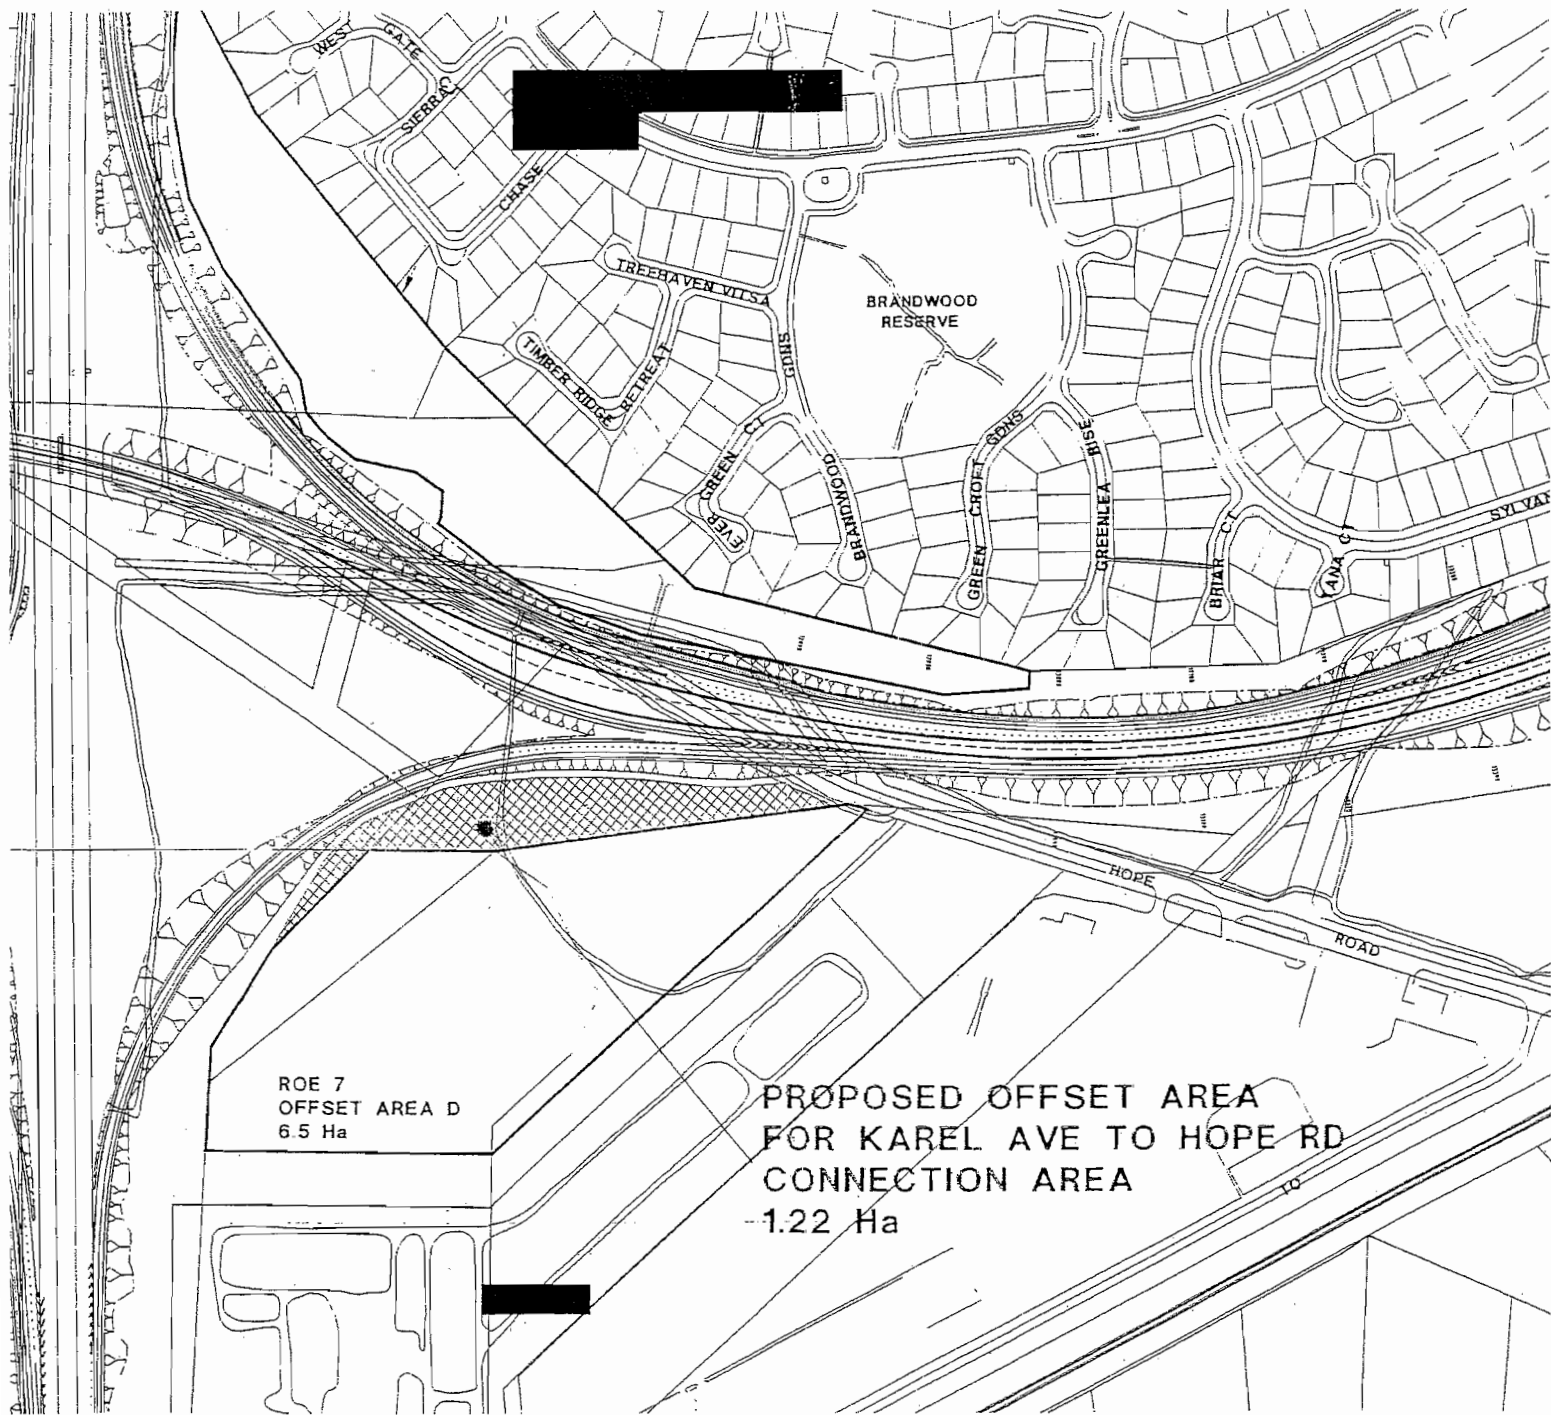 WEST GATE
SIERRA CT
CHASE
TREEHAVEN VISTA
BRANDWOOD
RESERVE
TIMBER RIDGE
RETREAT
GDNS
EVER GREEN CT
BRANDWOOD
GREEN CROFT GDNS
GREENLEA RISE
BRIAR CT
ANA CT
SYLVAN
HOPE ROAD
ROE 7
OFFSET AREA D
6.5 Ha
PROPOSED OFFSET AREA
FOR KAREL AVE TO HOPE RD
CONNECTION AREA
1.22 Ha
TO